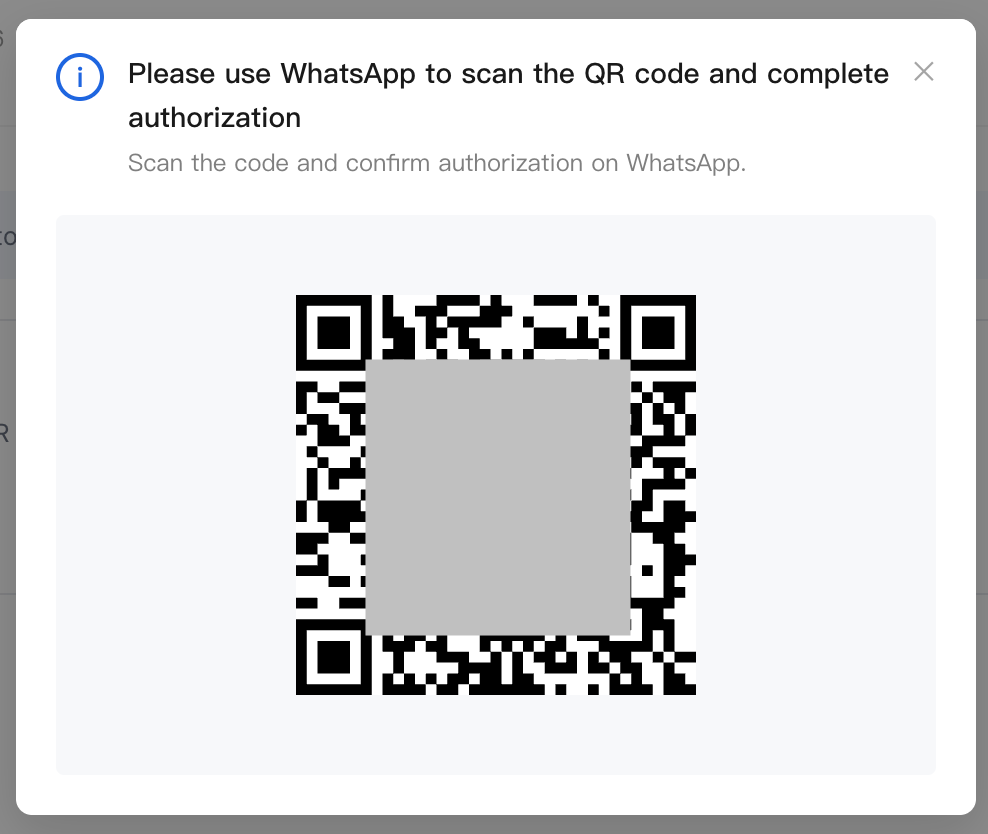 Please use WhatsApp to scan the QR code and complete
authorization
Scan the code and confirm authorization on WhatsApp.
to
R